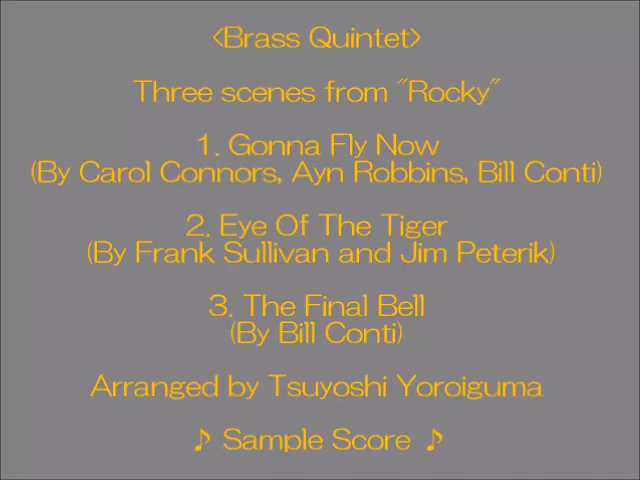 <Brass Quintet>
Three scenes from "Rocky"
1. Gonna Fly Now
(By Carol Connors, Ayn Robbins, Bill Conti)
2. Eye Of The Tiger
(By Frank Sullivan and Jim Peterik)
3. The Final Bell
(By Bill Conti)
Arranged by Tsuyoshi Yoroiguma
♪ Sample Score ♪